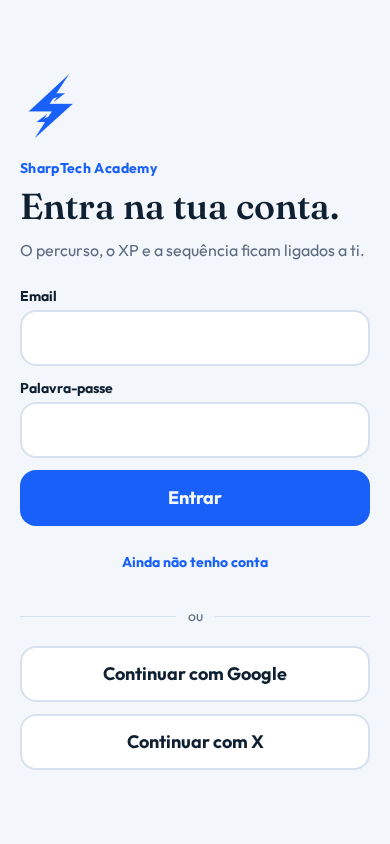 SharpTech Academy
Entra na tua conta.
O percurso, o XP e a sequência ficam ligados a ti.
Email
Palavra-passe
Entrar
Ainda não tenho conta
ou
Continuar com Google
Continuar com X